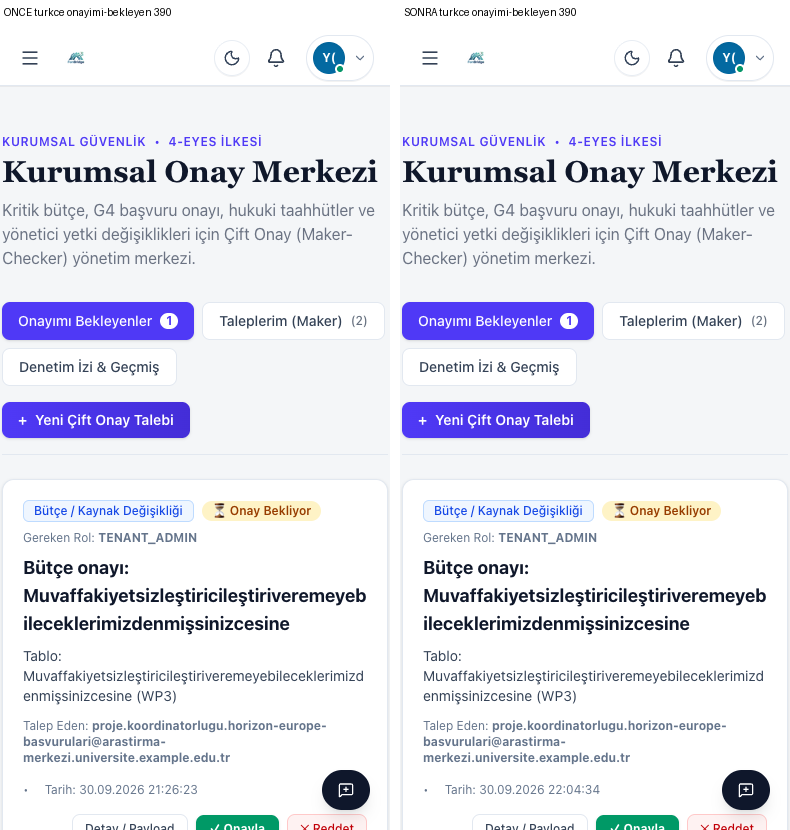 ONCE turkce onayimi-bekleyen 390
Y(
KURUMSAL GÜVENLİK • 4-EYES İLKESİ
Kurumsal Onay Merkezi
Kritik bütçe, G4 başvuru onayı, hukuki taahhütler ve
yönetici yetki değişiklikleri için Çift Onay (Maker-
Checker) yönetim merkezi.
Onayımı Bekleyenler 1
Taleplerim (Maker) (2)
Denetim İzi & Geçmiş
+ Yeni Çift Onay Talebi
Bütçe / Kaynak Değişikliği
⏳ Onay Bekliyor
Gereken Rol: TENANT_ADMIN
Bütçe onayı:
Muvaffakiyetsizleştiricileştiriveremeyeb
ileceklerimizdenmişsinizcesine
Tablo:
Muvaffakiyetsizleştiricileştiriveremeyebileceklerimizd
enmişsinizcesine (WP3)
Talep Eden: proje.koordinatorlugu.horizon-europe-
basvurulari@arastirma-
merkezi.universite.example.edu.tr
• Tarih: 30.09.2026 21:26:23
Detay / Payload
✓ Onayla
✕ Reddet
SONRA turkce onayimi-bekleyen 390
Y(
KURUMSAL GÜVENLİK • 4-EYES İLKESİ
Kurumsal Onay Merkezi
Kritik bütçe, G4 başvuru onayı, hukuki taahhütler ve
yönetici yetki değişiklikleri için Çift Onay (Maker-
Checker) yönetim merkezi.
Onayımı Bekleyenler 1
Taleplerim (Maker) (2)
Denetim İzi & Geçmiş
+ Yeni Çift Onay Talebi
Bütçe / Kaynak Değişikliği
⏳ Onay Bekliyor
Gereken Rol: TENANT_ADMIN
Bütçe onayı:
Muvaffakiyetsizleştiricileştiriveremeyeb
ileceklerimizdenmişsinizcesine
Tablo:
Muvaffakiyetsizleştiricileştiriveremeyebileceklerimizd
enmişsinizcesine (WP3)
Talep Eden: proje.koordinatorlugu.horizon-europe-
basvurulari@arastirma-
merkezi.universite.example.edu.tr
• Tarih: 30.09.2026 22:04:34
Detay / Payload
✓ Onayla
✕ Reddet